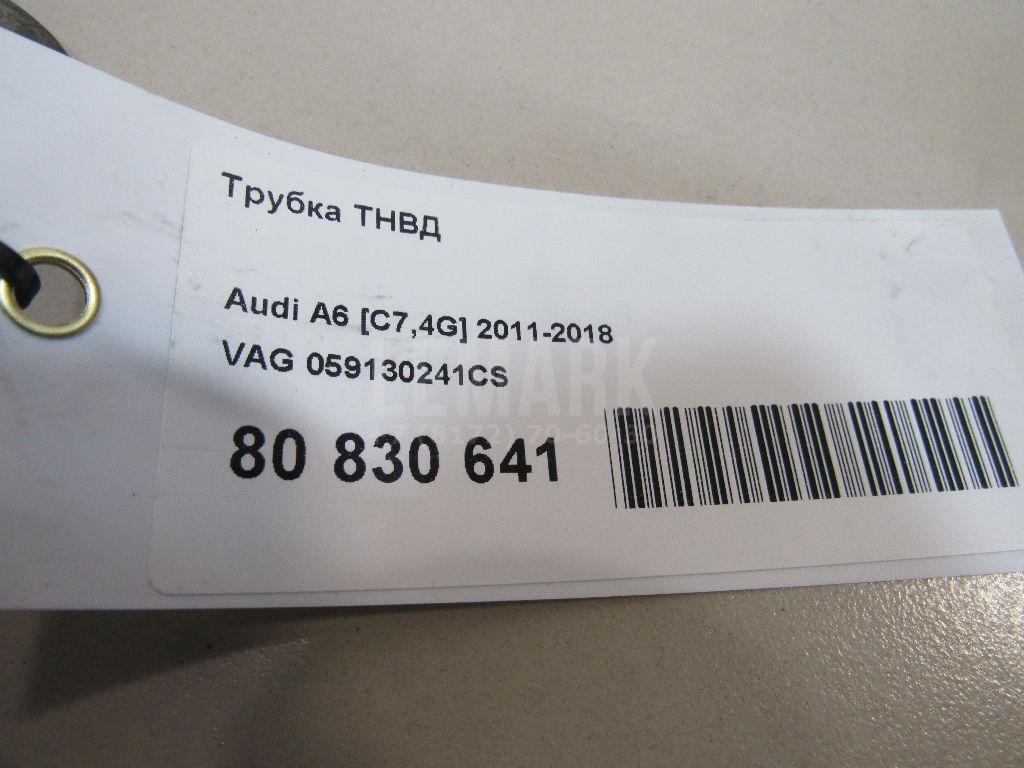 Трубка ТНВД
Audi A6 [C7,4G] 2011-2018
VAG 059130241CS
80 830 641